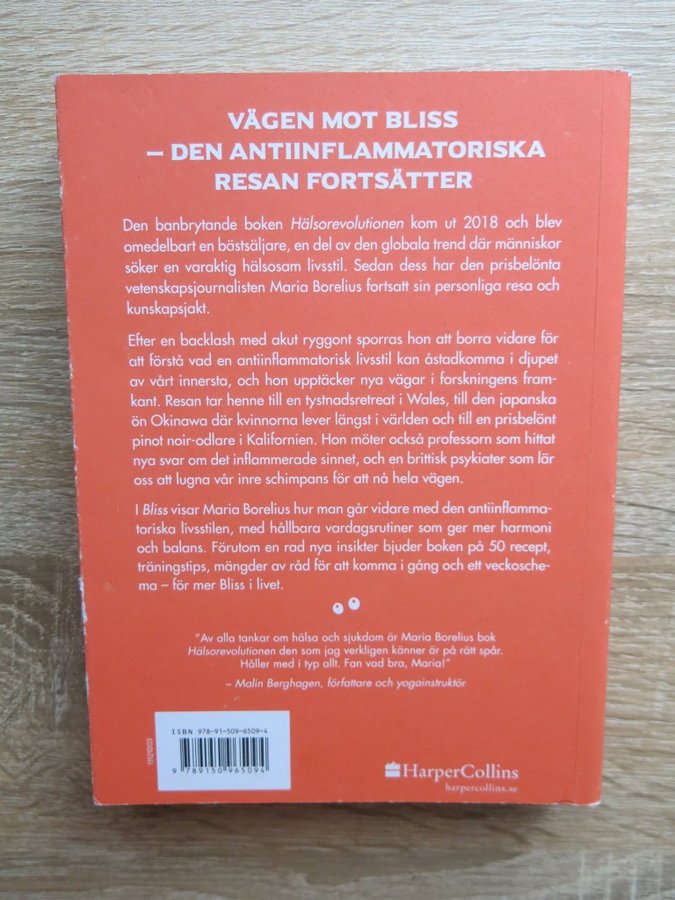 VÄGEN MOT BLISS
– DEN ANTIINFLAMMATORISKA
RESAN FORTSÄTTER
Den banbrytande boken Hälsorevolutionen kom ut 2018 och blev
omedelbart en bästsäljare, en del av den globala trend där människor
söker en varaktig hälsosam livsstil. Sedan dess har den prisbelönta
vetenskapsjournalisten Maria Borelius fortsatt sin personliga resa och
kunskapsjakt.
Efter en backlash med akut ryggont sporras hon att borra vidare för
att förstå vad en antiinflammatorisk livsstil kan åstadkomma i djupet
av vårt innersta, och hon upptäcker nya vägar i forskningens fram-
kant. Resan tar henne till en tystnadsretreat i Wales, till den japanska
ön Okinawa där kvinnorna lever längst i världen och till en prisbelönt
pinot noir-odlare i Kalifornien. Hon möter också professorn som hittat
nya svar om det inflammerade sinnet, och en brittisk psykiater som lär
oss att lugna vår inre schimpans för att nå hela vägen.
I Bliss visar Maria Borelius hur man går vidare med den antiinflamma-
toriska livsstilen, med hållbara vardagsrutiner som ger mer harmoni
och balans. Förutom en rad nya insikter bjuder boken på 50 recept,
träningstips, mängder av råd för att komma i gång och ett veckosche-
ma – för mer Bliss i livet.
"Av alla tankar om hälsa och sjukdom är Maria Borelius bok
Hälsorevolutionen den som jag verkligen känner är på rätt spår.
Håller med i typ allt. Fan vad bra, Maria!"
– Malin Berghagen, författare och yogainstruktör
ISBN 978-91-509-6509-4
9 789150 965094
11121003
HarperCollins
harpercollins.se